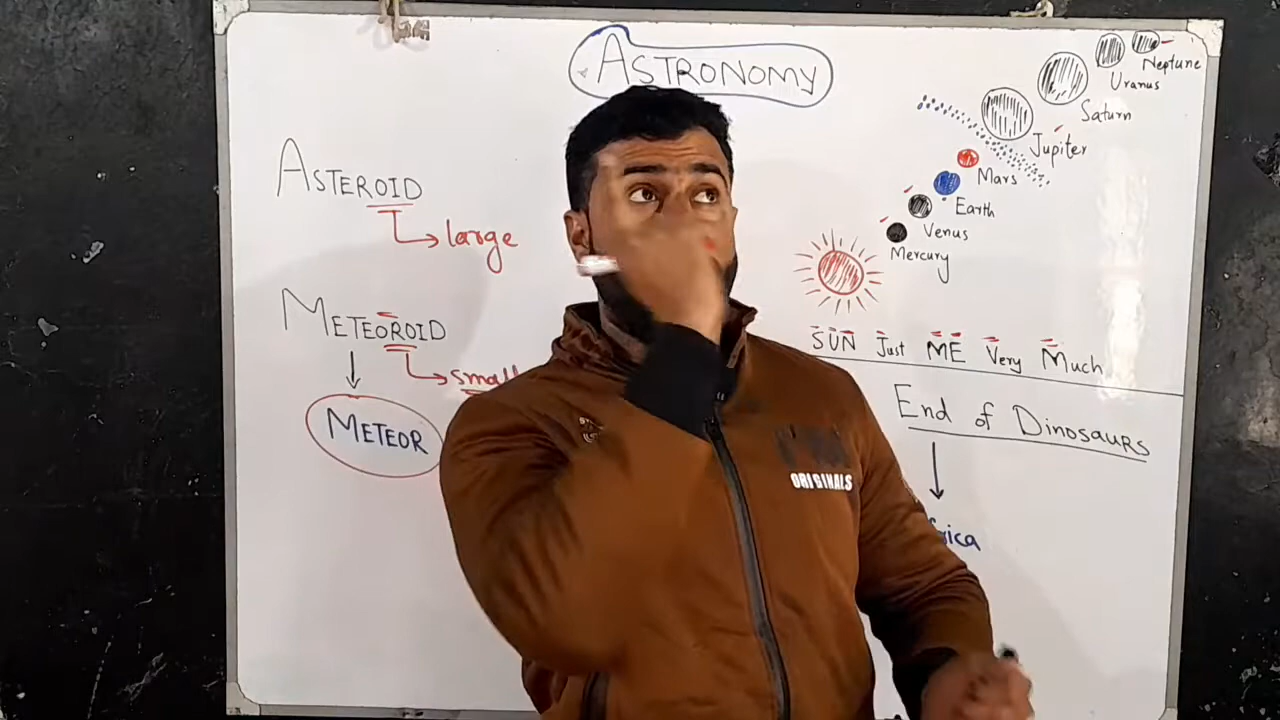 ASTRONOMY
ASTEROID
large
METEOROID
small
METEOR
Neptune
Uranus
Saturn
Jupiter
Mars
Earth
Venus
Mercury
SUN Just ME Very Much
End of DINOSAURS
ORIGINALS